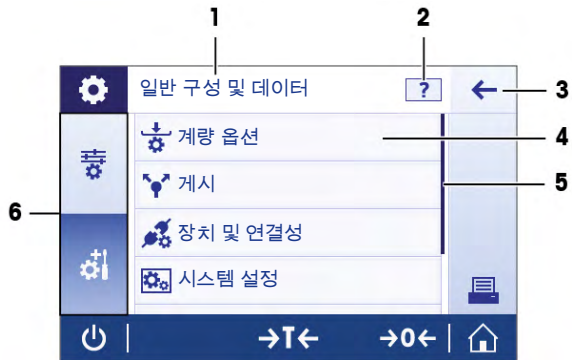 1 2
일반 구성 및 데이터 ?
3
계량 옵션
4
게시
5
장치 및 연결성
6
시스템 설정
→T← →0←